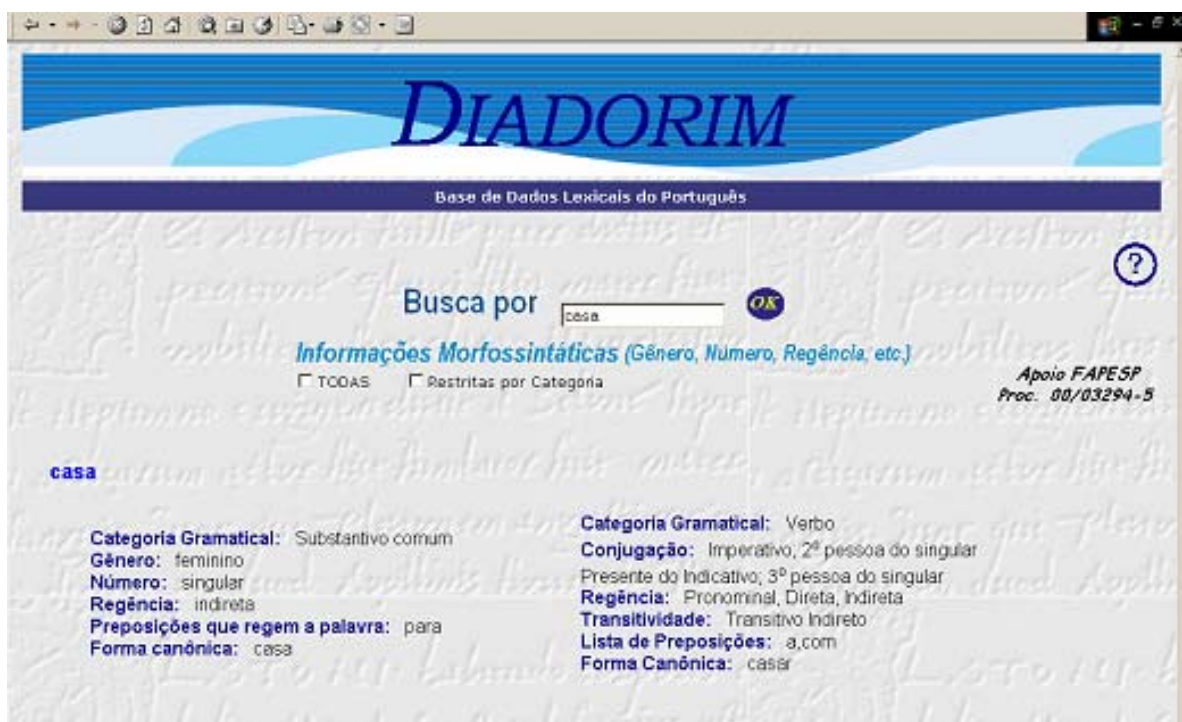 DIADORIM
Base de Dados Lexicais do Português
?
Busca por casa OK
Informações Morfossintáticas (Gênero, Número, Regência, etc.)
TODAS Restritas por Categoria
Apoio FAPESP
Proc. 00/03294-5
casa
Categoria Gramatical: Substantivo comum
Gênero: feminino
Número: singular
Regência: indireta
Preposições que regem a palavra: para
Forma canônica: casa
Categoria Gramatical: Verbo
Conjugação: Imperativo; 2ª pessoa do singular
Presente do Indicativo; 3º pessoa do singular
Regência: Pronominal, Direta, Indireta
Transitividade: Transitivo Indireto
Lista de Preposições: a,com
Forma Canônica: casar